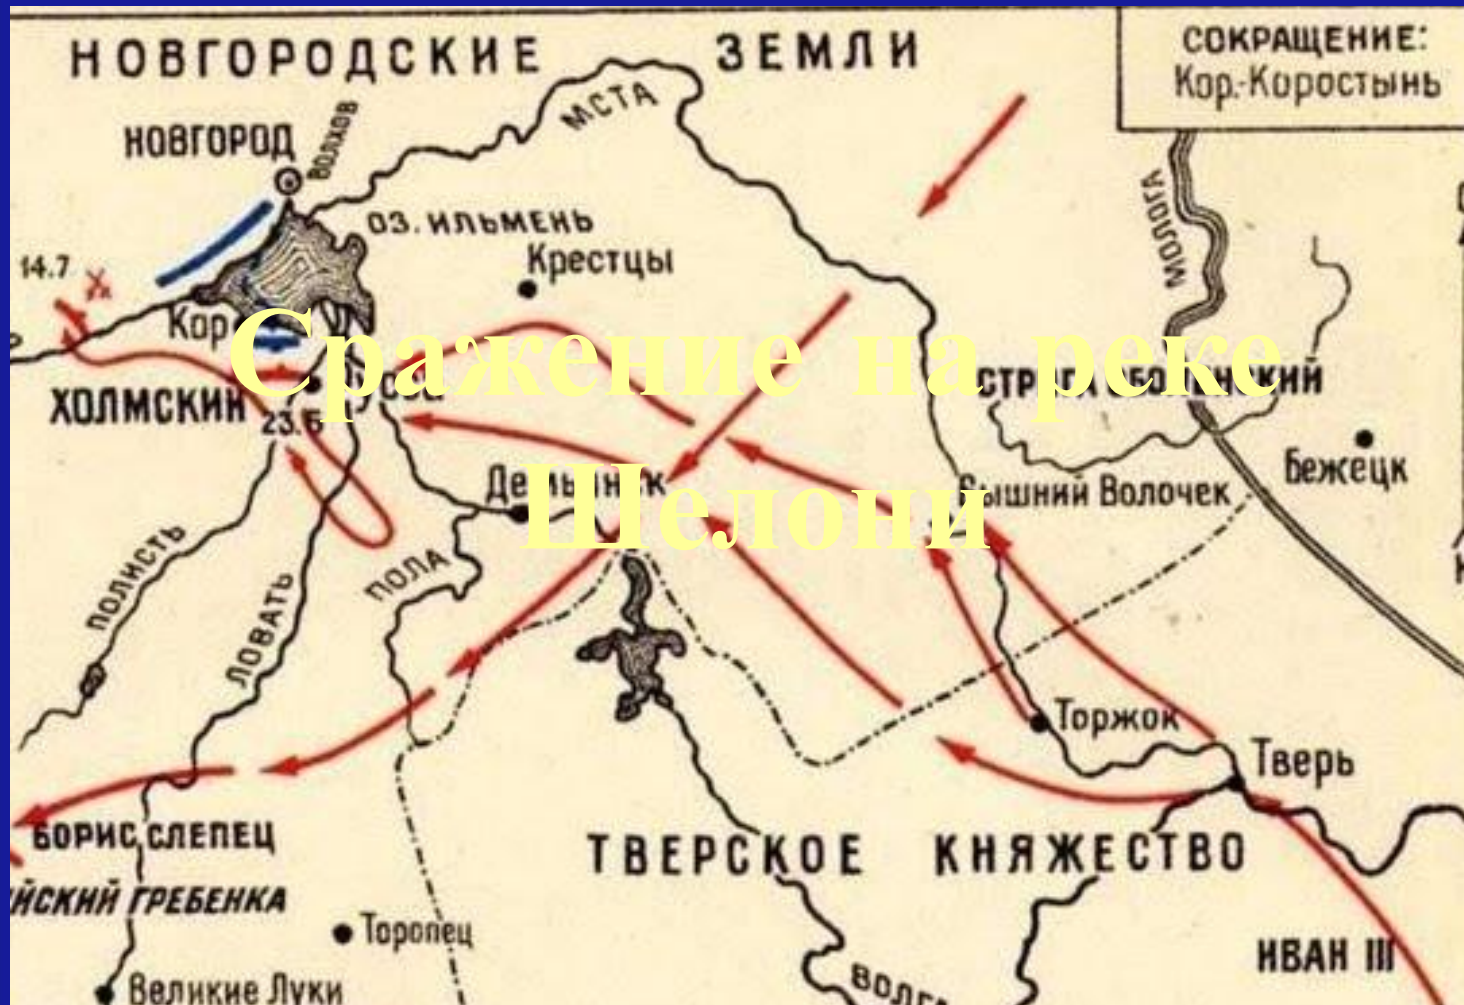 НОВГОРОДСКИЕ ЗЕМЛИ
СОКРАЩЕНИЕ:
Кор.-Коростынь
МСТА
НОВГОРОД
ВОЛХОВ
МОЛОГА
ОЗ. ИЛЬМЕНЬ
Крестцы
14.7
Кор
Сражение на реке
Шелони
ХОЛМСКИЙ
23.6
Бежецк
Демьянск
Вышний Волочек
ПОЛИСТЬ
ЛОВАТЬ
ПОЛА
Торжок
Тверь
БОРИС СЛЕПЕЦ
ТВЕРСКОЕ КНЯЖЕСТВО
ГРЕБЕНКА
Торопец
ИВАН III
Великие Луки